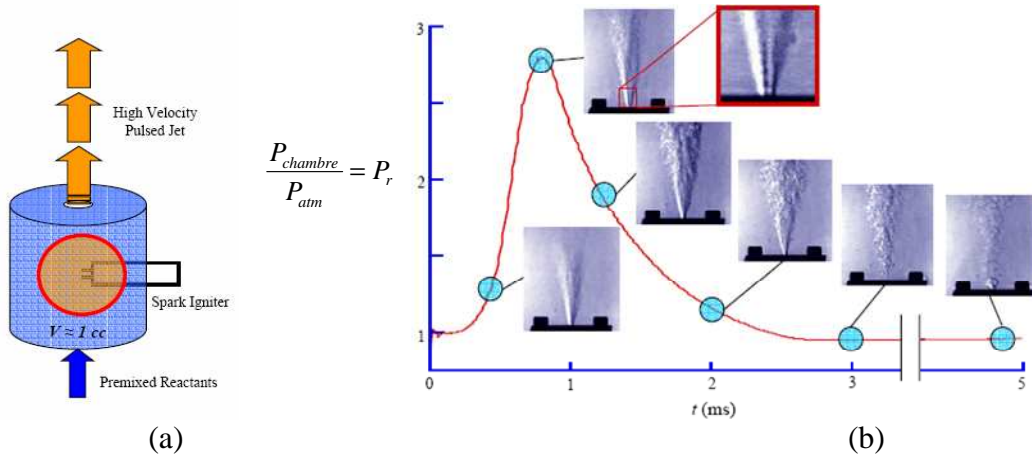 High Velocity
Pulsed Jet
Spark Igniter
V ≈ 1 cc
Premixed Reactants
(a)
P_chambre / P_atm = P_r
3
2
1
0
1
2
3
5
t (ms)
(b)